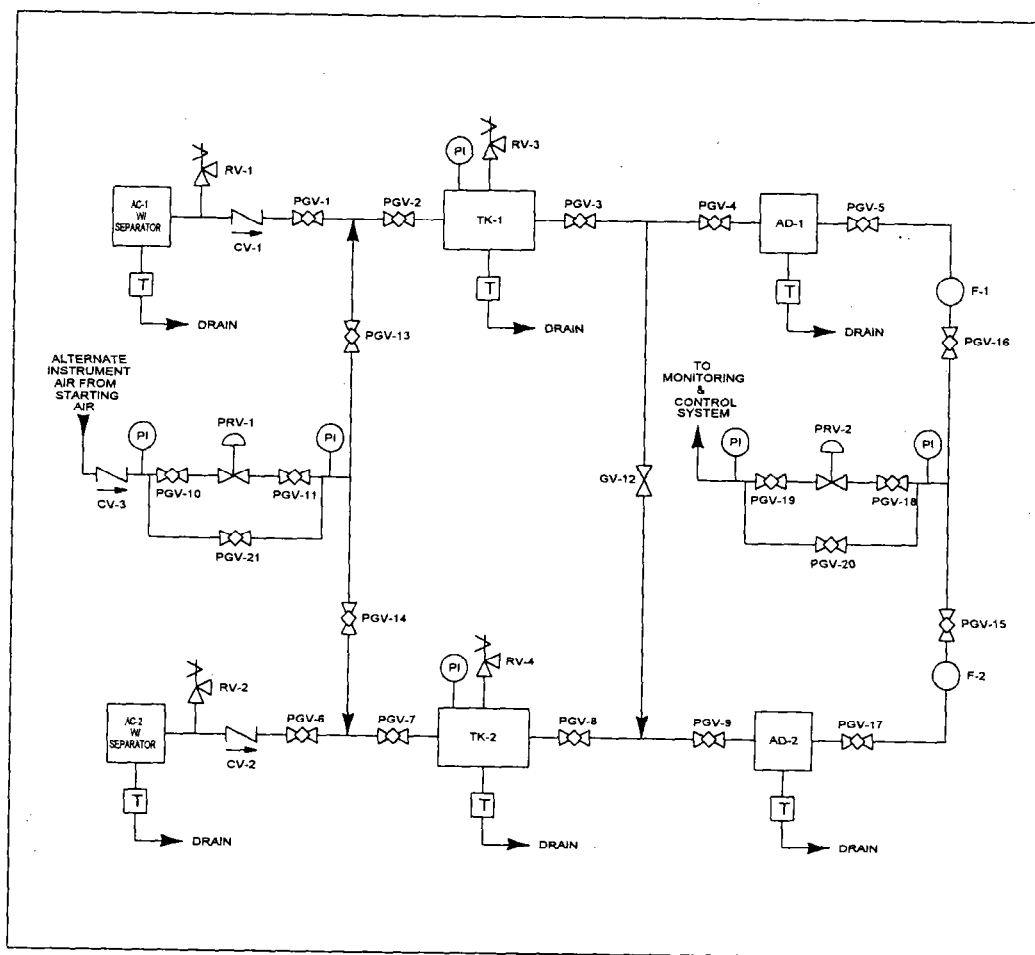 RV-1
PI
RV-3
AC-1
W/
SEPARATOR
PGV-1
PGV-2
TK-1
PGV-3
PGV-4
AD-1
PGV-5
CV-1
T
T
T
F-1
DRAIN
DRAIN
DRAIN
PGV-13
PGV-16
ALTERNATE
INSTRUMENT
AIR FROM
STARTING
AIR
TO
MONITORING
&
CONTROL
SYSTEM
PI
PRV-1
PI
PI
PRV-2
PI
CV-3
PGV-10
PGV-11
GV-12
PGV-19
PGV-18
PGV-21
PGV-20
PGV-14
PGV-15
RV-2
PI
RV-4
F-2
AC-2
W/
SEPARATOR
PGV-6
PGV-7
TK-2
PGV-8
PGV-9
AD-2
PGV-17
CV-2
T
T
T
DRAIN
DRAIN
DRAIN